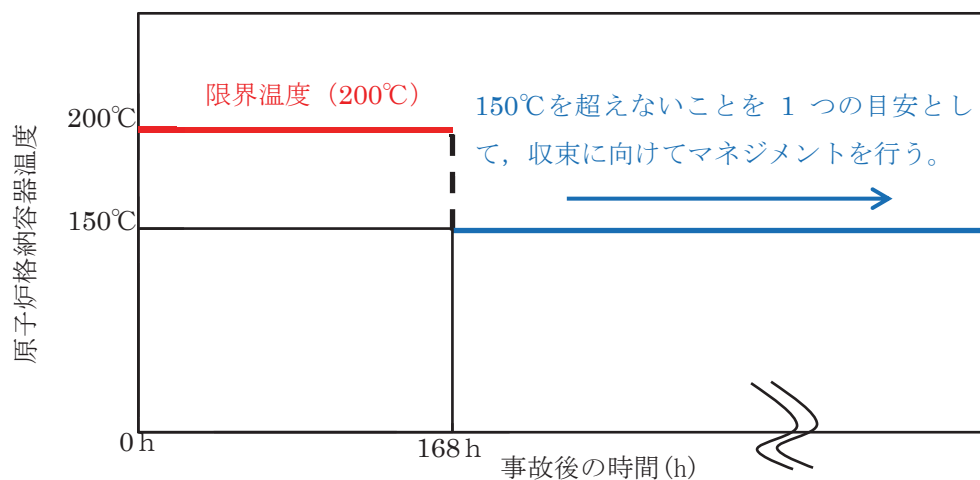 限界温度（200℃）
150℃を超えないことを 1 つの目安とし
て，収束に向けてマネジメントを行う。
200℃
150℃
原子炉格納容器温度
0h
168h
事故後の時間(h)